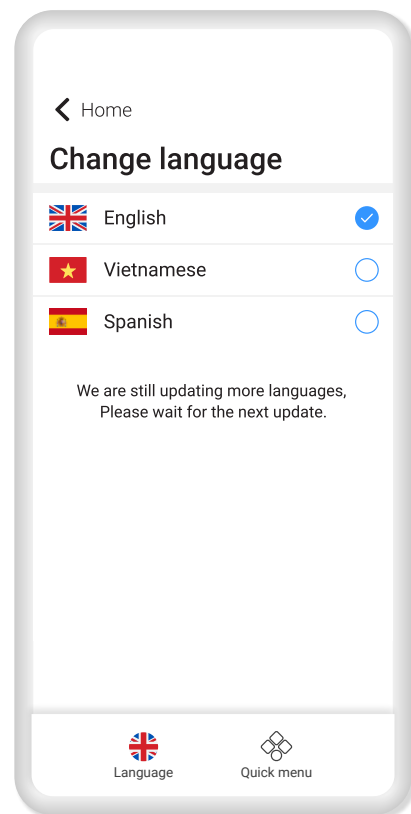 Home
Change language
English
Vietnamese
Spanish
We are still updating more languages,
Please wait for the next update.
Language
Quick menu